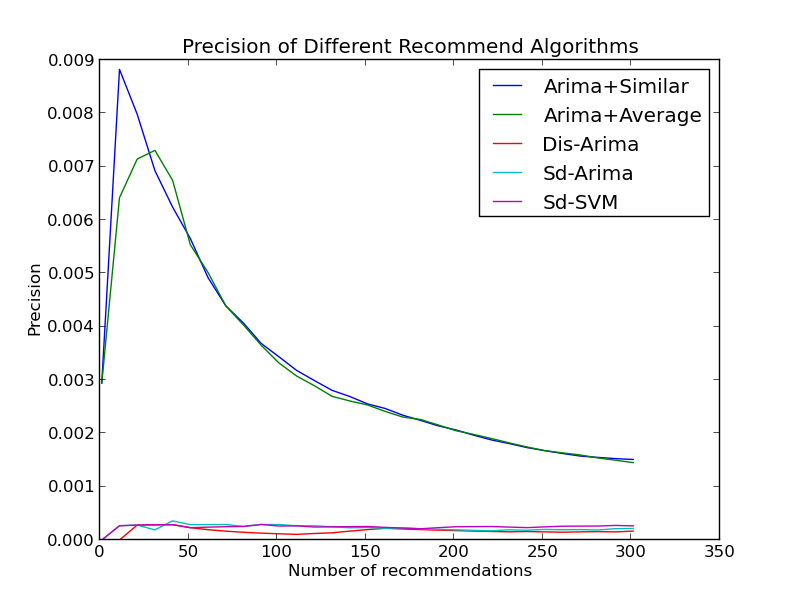 Precision of Different Recommend Algorithms
0.009
0.008
0.007
0.006
0.005
0.004
0.003
0.002
0.001
0.000
Precision
Arima+Similar
Arima+Average
Dis-Arima
Sd-Arima
Sd-SVM
0 50 100 150 200 250 300 350
Number of recommendations